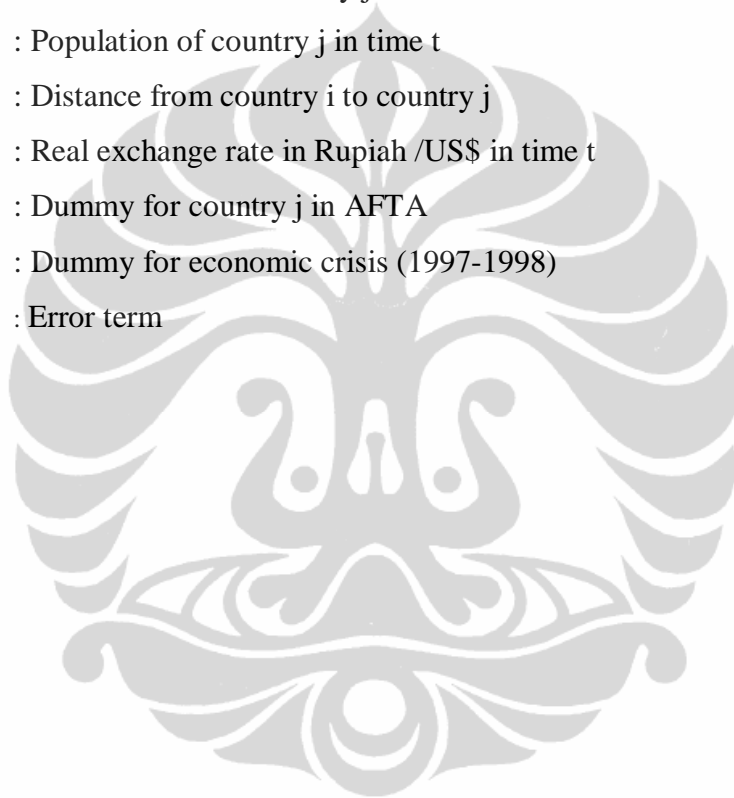 : Population of country j in time t
: Distance from country i to country j
: Real exchange rate in Rupiah /US$ in time t
: Dummy for country j in AFTA
: Dummy for economic crisis (1997-1998)
: Error term